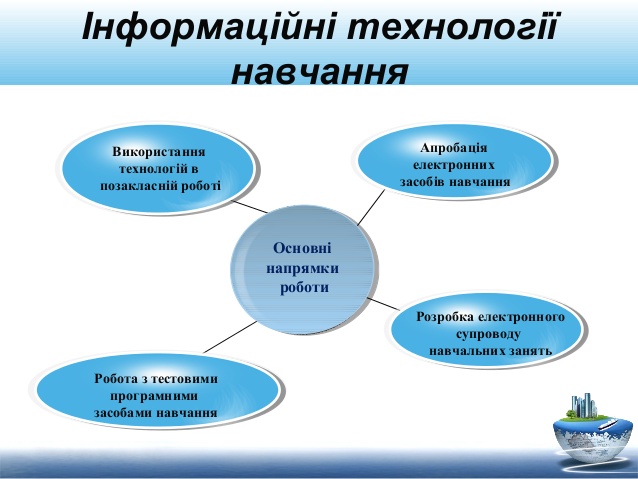 Інформаційні технології
навчання
Використання
технологій в
позакласній роботі
Апробація
електронних
засобів навчання
Основні
напрямки
роботи
Розробка електронного
супроводу
навчальних занять
Робота з тестовими
програмними
засобами навчання